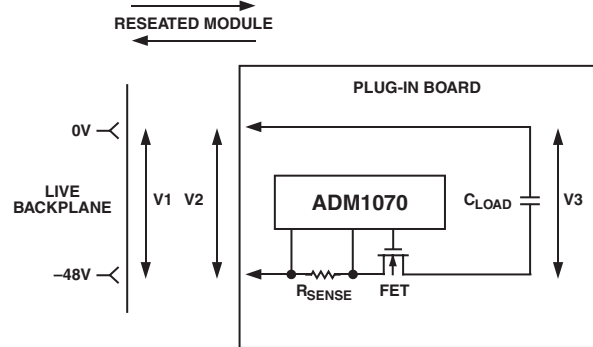 RESEATED MODULE
PLUG-IN BOARD
0V
LIVE
BACKPLANE
V1
V2
ADM1070
CLOAD
V3
–48V
RSENSE
FET